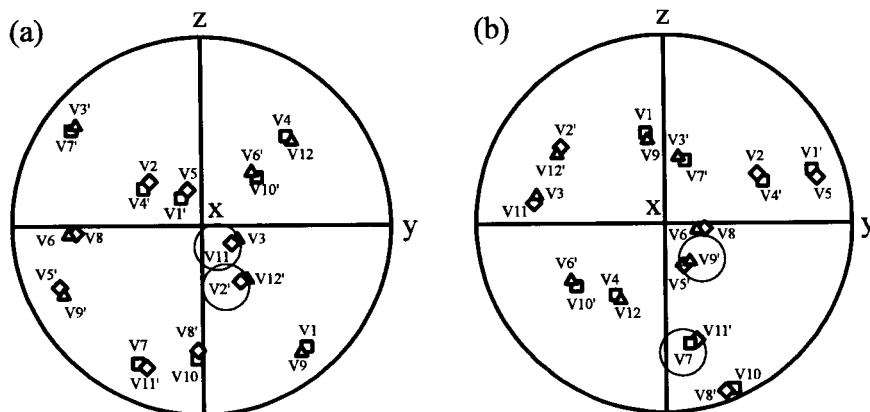 (a)
z
V3'
V7'
V4
V12
V6'
V10'
V2
V4'
V5
V1'
x
y
V6
V8
V3
V11
V12'
V2'
V5'
V9'
V7
V11'
V8'
V10
V1
V9
(b)
z
V2'
V12'
V1
V9
V3'
V7'
V2
V4'
V1'
V5
V3
V11
x
y
V6
V8
V9'
V5'
V6'
V10'
V4
V12
V11'
V7
V10
V8'